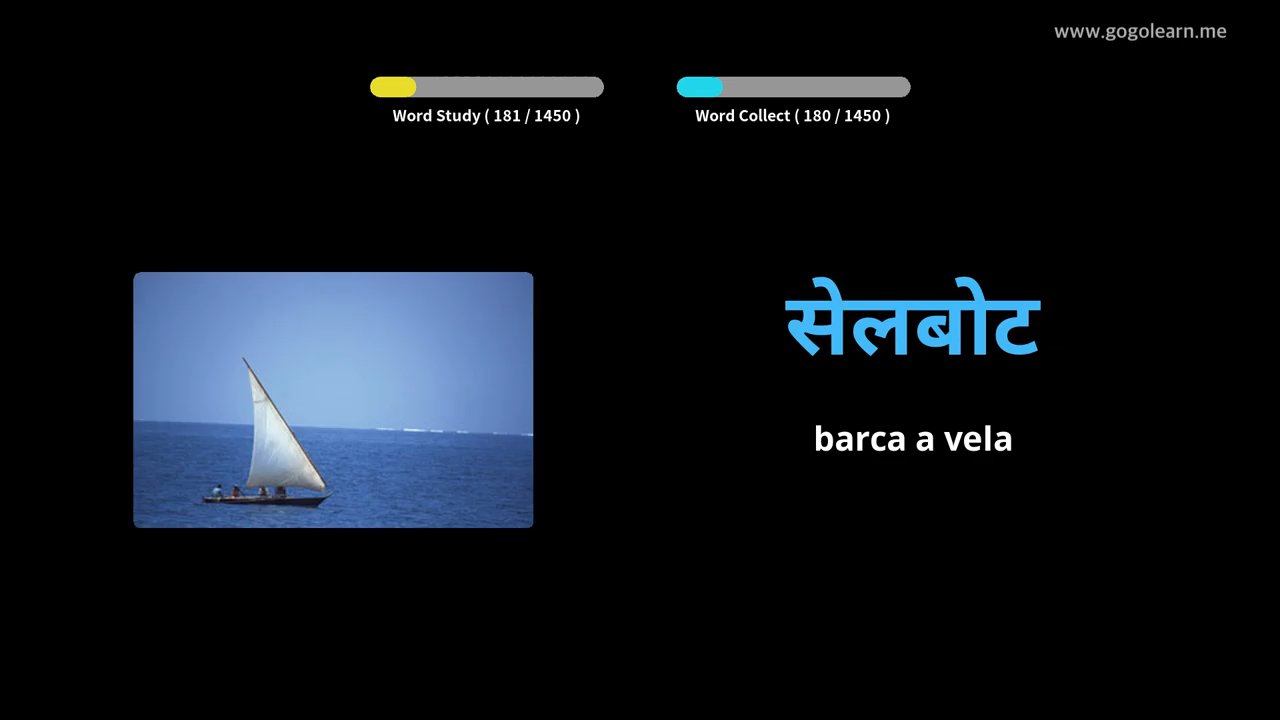 www.gogolearn.me
Word Study ( 181 / 1450 )
Word Collect ( 180 / 1450 )
सेलबोट
barca a vela